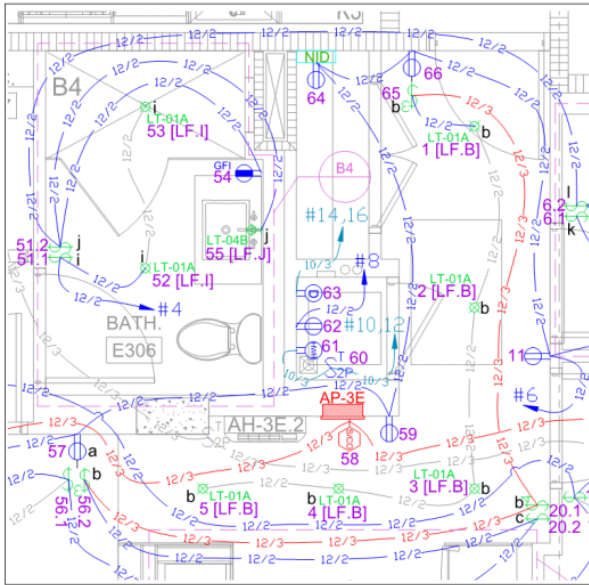 NID
B4
64
66
65
b
LT-01A
b
1 [LF.B]
i
LT-01A
53 [LF.I]
GFI
54
B4
l
6.2
6.1
k
#14,16
51.2
j
51.1
i
LT-04B
j
55 [LF.J]
i
LT-01A
52 [LF.I]
10/3
#8
LT-01A
2 [LF.B]
b
#4
63
62
#10,12
61
S T
2P
60
10/3
BATH.
E306
11
#6
AP-3E
AH-3E.2
58
59
57
a
b
56.1
56.2
b
LT-01A
5 [LF.B]
b
LT-01A
4 [LF.B]
LT-01A
3 [LF.B]
b
b
20.1
c
20.2
12/2
12/3